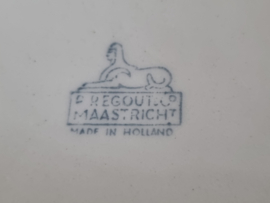 P. REGOUT & Co
MAASTRICHT
MADE IN HOLLAND